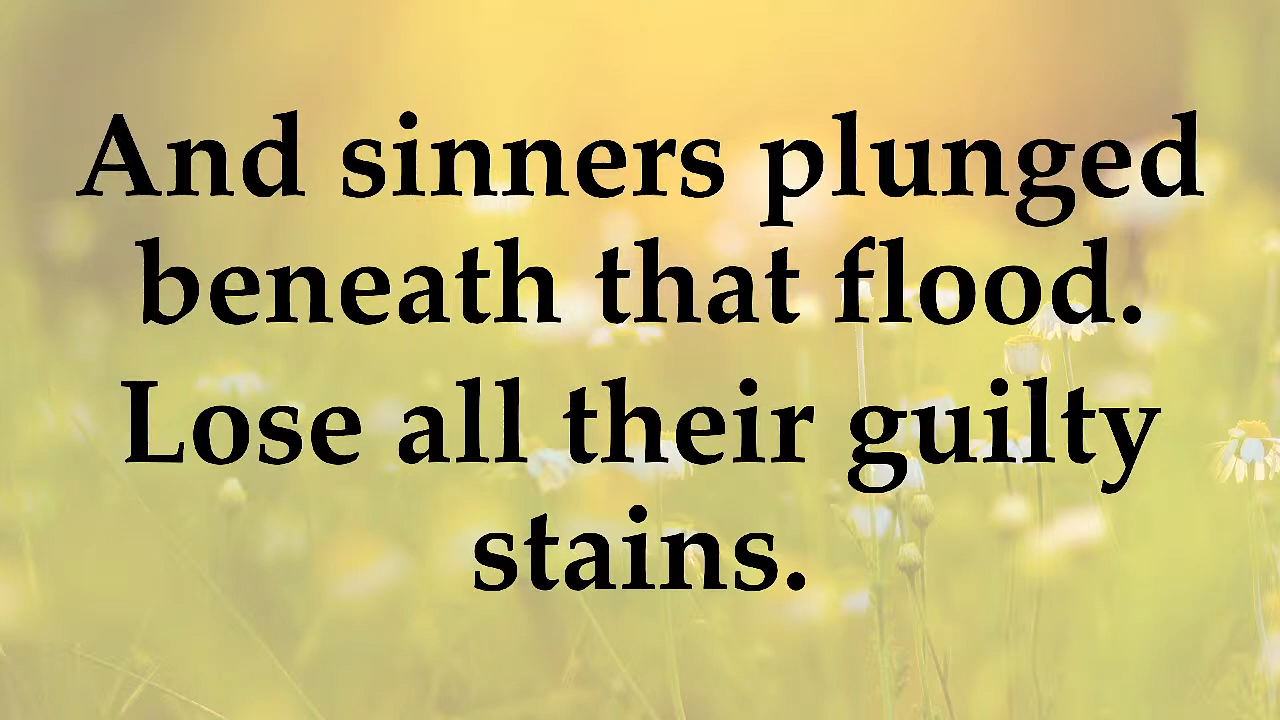 And sinners plunged
beneath that flood.
Lose all their guilty
stains.